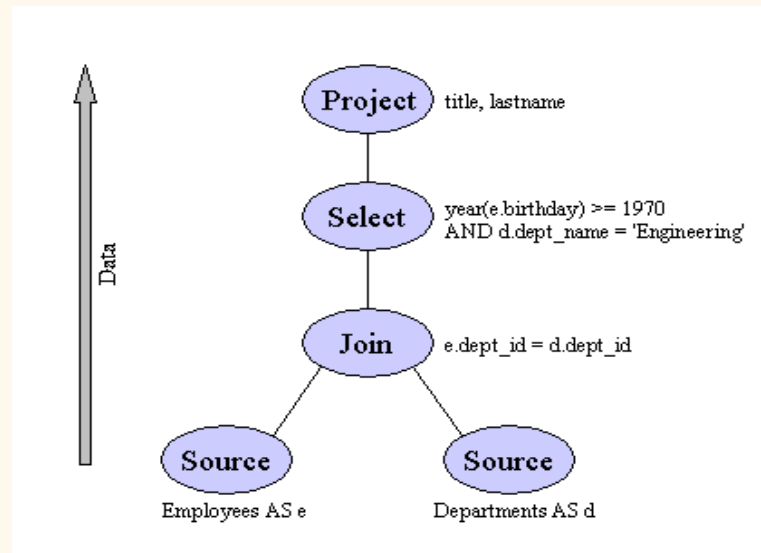 Project
title, lastname
Select
year(e.birthday) >= 1970
AND d.dept_name = 'Engineering'
Data
Join
e.dept_id = d.dept_id
Source
Source
Employees AS e
Departments AS d